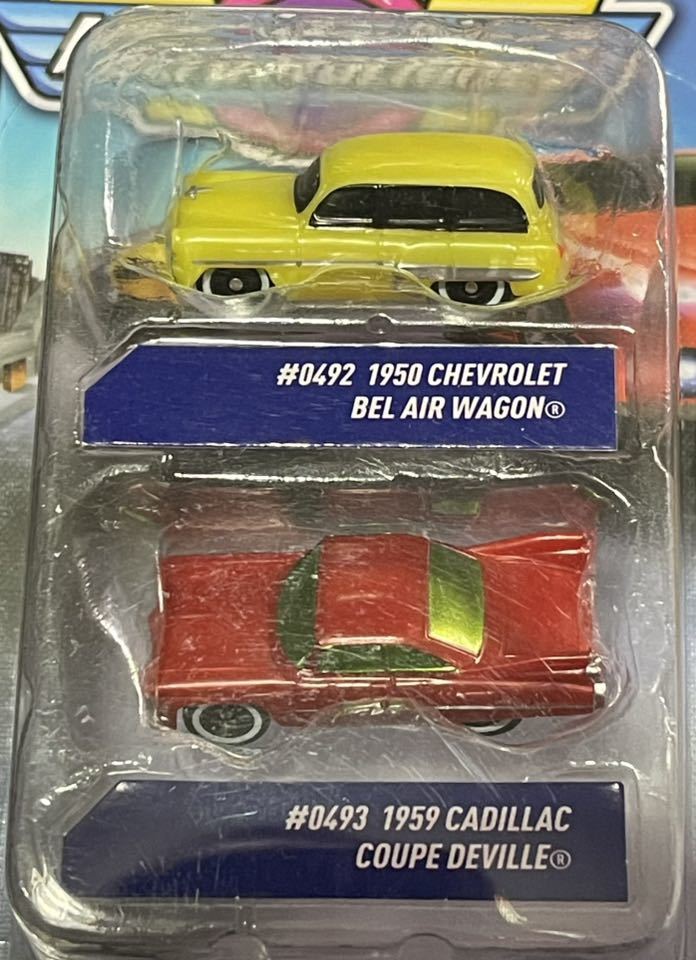 #0492 1950 CHEVROLET
BEL AIR WAGON®
#0493 1959 CADILLAC
COUPE DEVILLE®